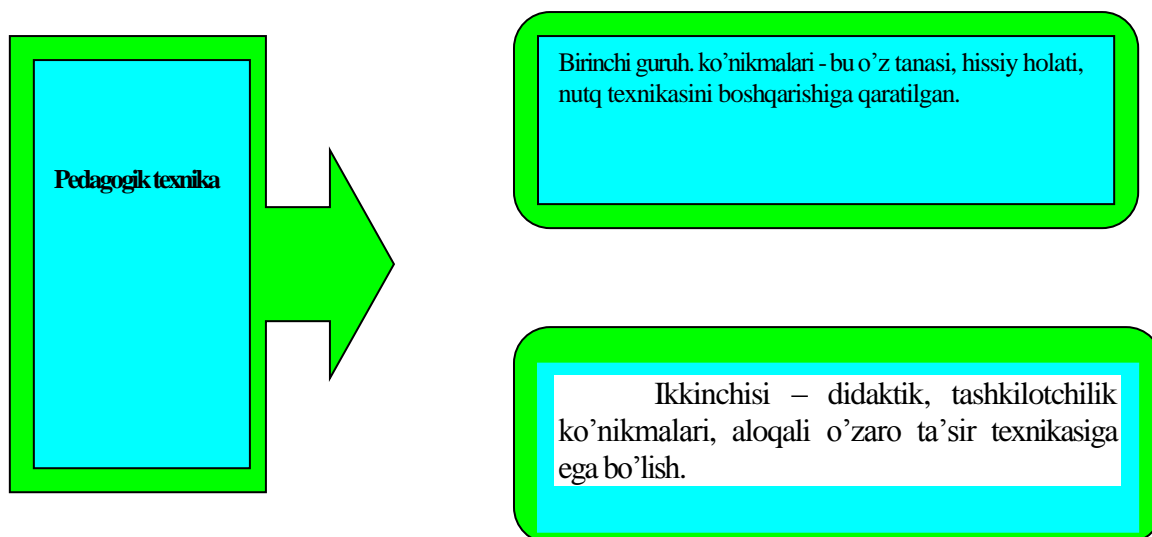 Pedagogik texnika
Birinchi guruh. ko’nikmalari - bu o’z tanasi, hissiy holati,
nutq texnikasini boshqarishiga qaratilgan.
Ikkinchisi – didaktik, tashkilotchilik
ko’nikmalari, aloqali o’zaro ta’sir texnikasiga
ega bo’lish.